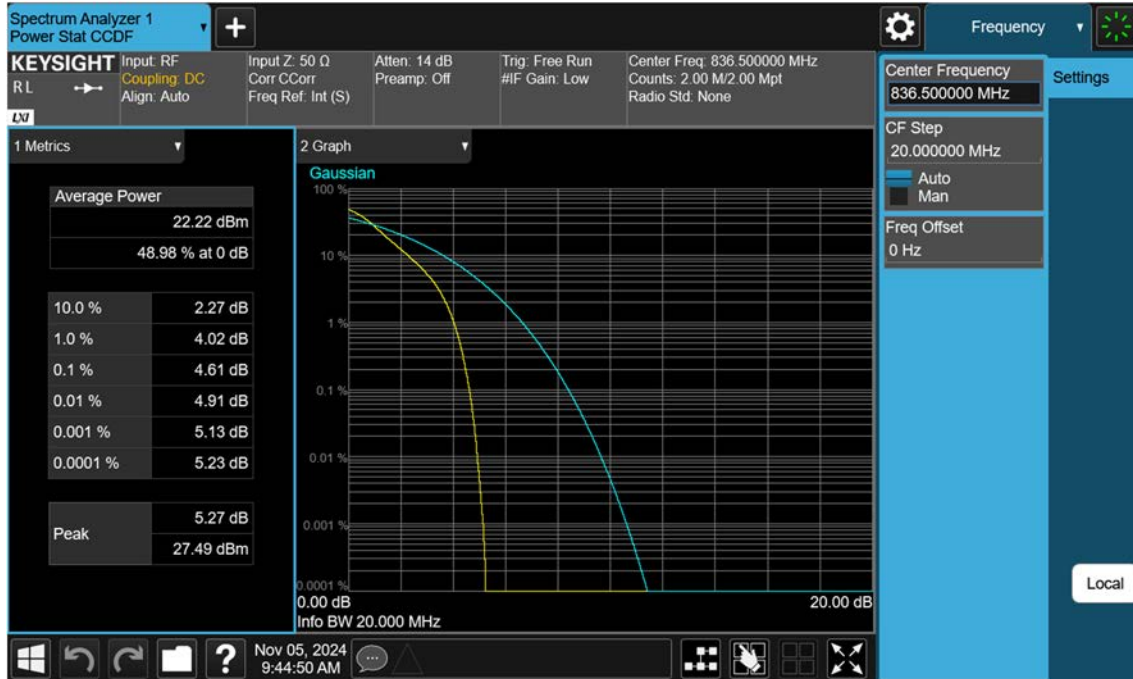 Spectrum Analyzer 1
Power Stat CCDF
+
Frequency
KEYSIGHT
R L
LXI
Input: RF
Coupling: DC
Align: Auto
Input Z: 50 Ω
Corr CCorr
Freq Ref: Int (S)
Atten: 14 dB
Preamp: Off
Trig: Free Run
#IF Gain: Low
Center Freq: 836.500000 MHz
Counts: 2.00 M/2.00 Mpt
Radio Std: None
Center Frequency
836.500000 MHz
Settings
CF Step
20.000000 MHz
Auto
Man
Freq Offset
0 Hz
Local
1 Metrics
Average Power
22.22 dBm
48.98 % at 0 dB
10.0 % 2.27 dB
1.0 % 4.02 dB
0.1 % 4.61 dB
0.01 % 4.91 dB
0.001 % 5.13 dB
0.0001 % 5.23 dB
Peak
5.27 dB
27.49 dBm
2 Graph
Gaussian
100 %
10 %
1 %
0.1 %
0.01 %
0.001 %
0.0001 %
0.00 dB 20.00 dB
Info BW 20.000 MHz
?
Nov 05, 2024
9:44:50 AM